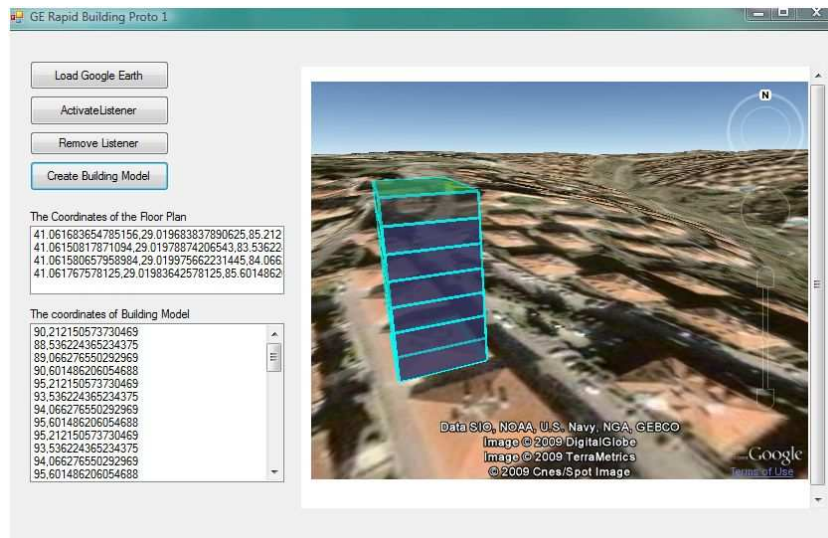 GE Rapid Building Proto 1
Load Google Earth
ActivateListener
Remove Listener
Create Building Model
The Coordinates of the Floor Plan
41.061683654785156,29.019683837890625,85.212
41.06150817871094,29.01978874206543,83.53622
41.061580657958984,29.019975662231445,84.066
41.061767578125,29.01983642578125,85.6014862
The coordinates of Building Model
90,212150573730469
88,536224365234375
89,066276550292969
90,601486206054688
95,212150573730469
93,536224365234375
94,066276550292969
95,601486206054688
95,212150573730469
93,536224365234375
94,066276550292969
95,601486206054688
N
Data SIO, NOAA, U.S. Navy, NGA, GEBCO
Image © 2009 DigitalGlobe
Image © 2009 TerraMetrics
© 2009 Cnes/Spot Image
Google
Terms of Use